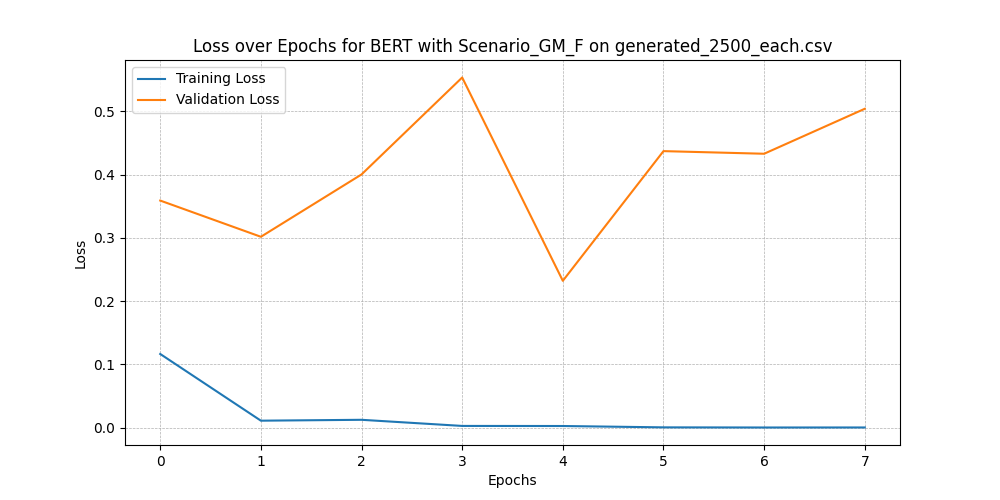 Loss over Epochs for BERT with Scenario_GM_F on generated_2500_each.csv
Training Loss
Validation Loss
0.5
0.4
0.3
0.2
0.1
0.0
Loss
0 1 2 3 4 5 6 7
Epochs